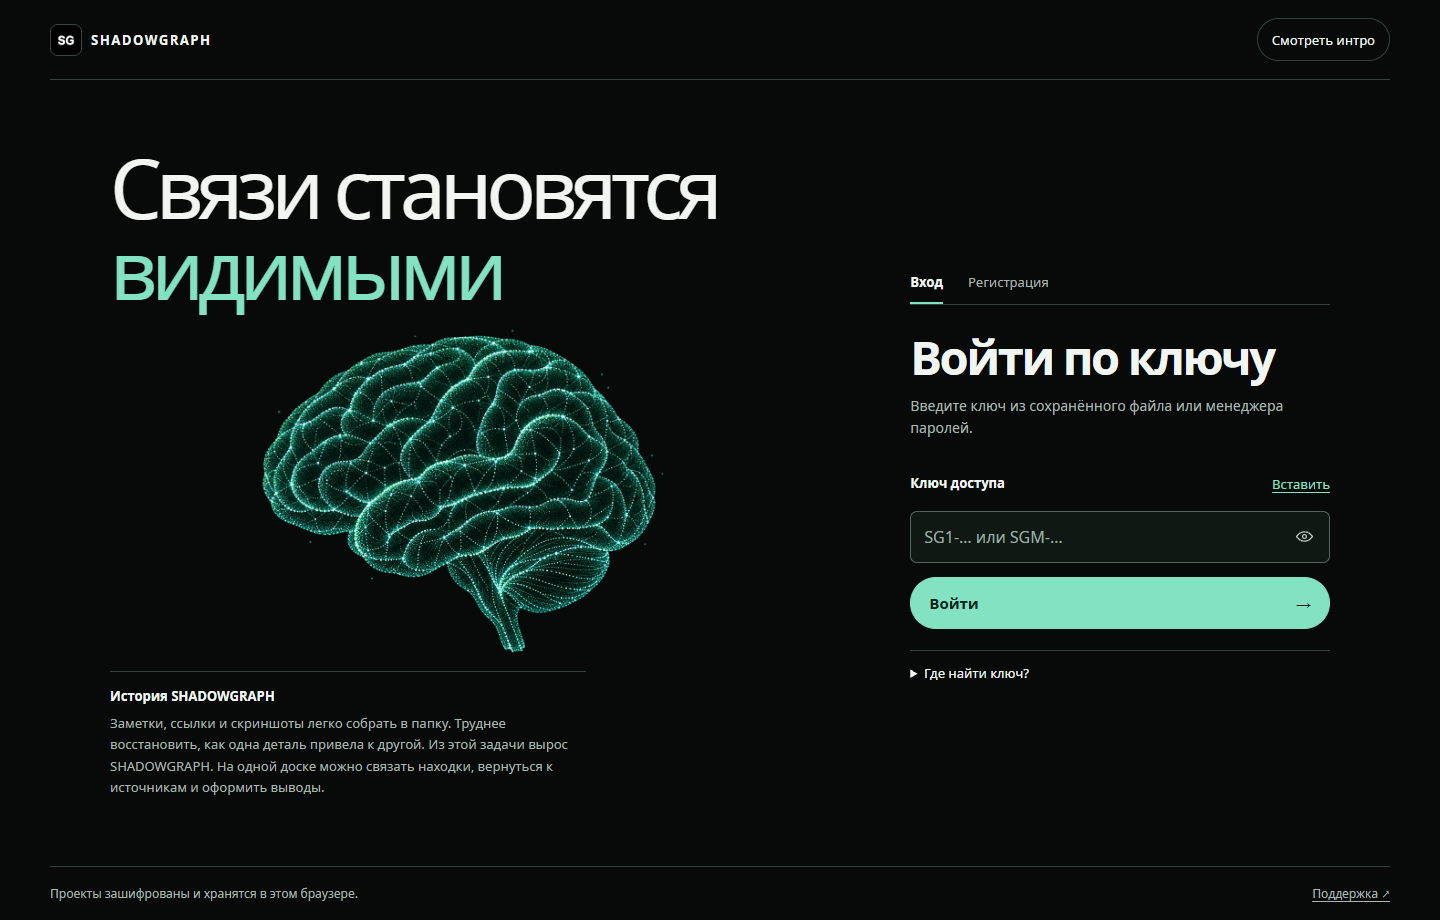 SG SHADOWGRAPH
Смотреть интро
Связи становятся
видимыми
История SHADOWGRAPH
Заметки, ссылки и скриншоты легко собрать в папку. Труднее
восстановить, как одна деталь привела к другой. Из этой задачи вырос
SHADOWGRAPH. На одной доске можно связать находки, вернуться к
источникам и оформить выводы.
Вход Регистрация
Войти по ключу
Введите ключ из сохранённого файла или менеджера
паролей.
Ключ доступа Вставить
SG1-... или SGM-...
Войти →
▶ Где найти ключ?
Проекты зашифрованы и хранятся в этом браузере.
Поддержка ↗